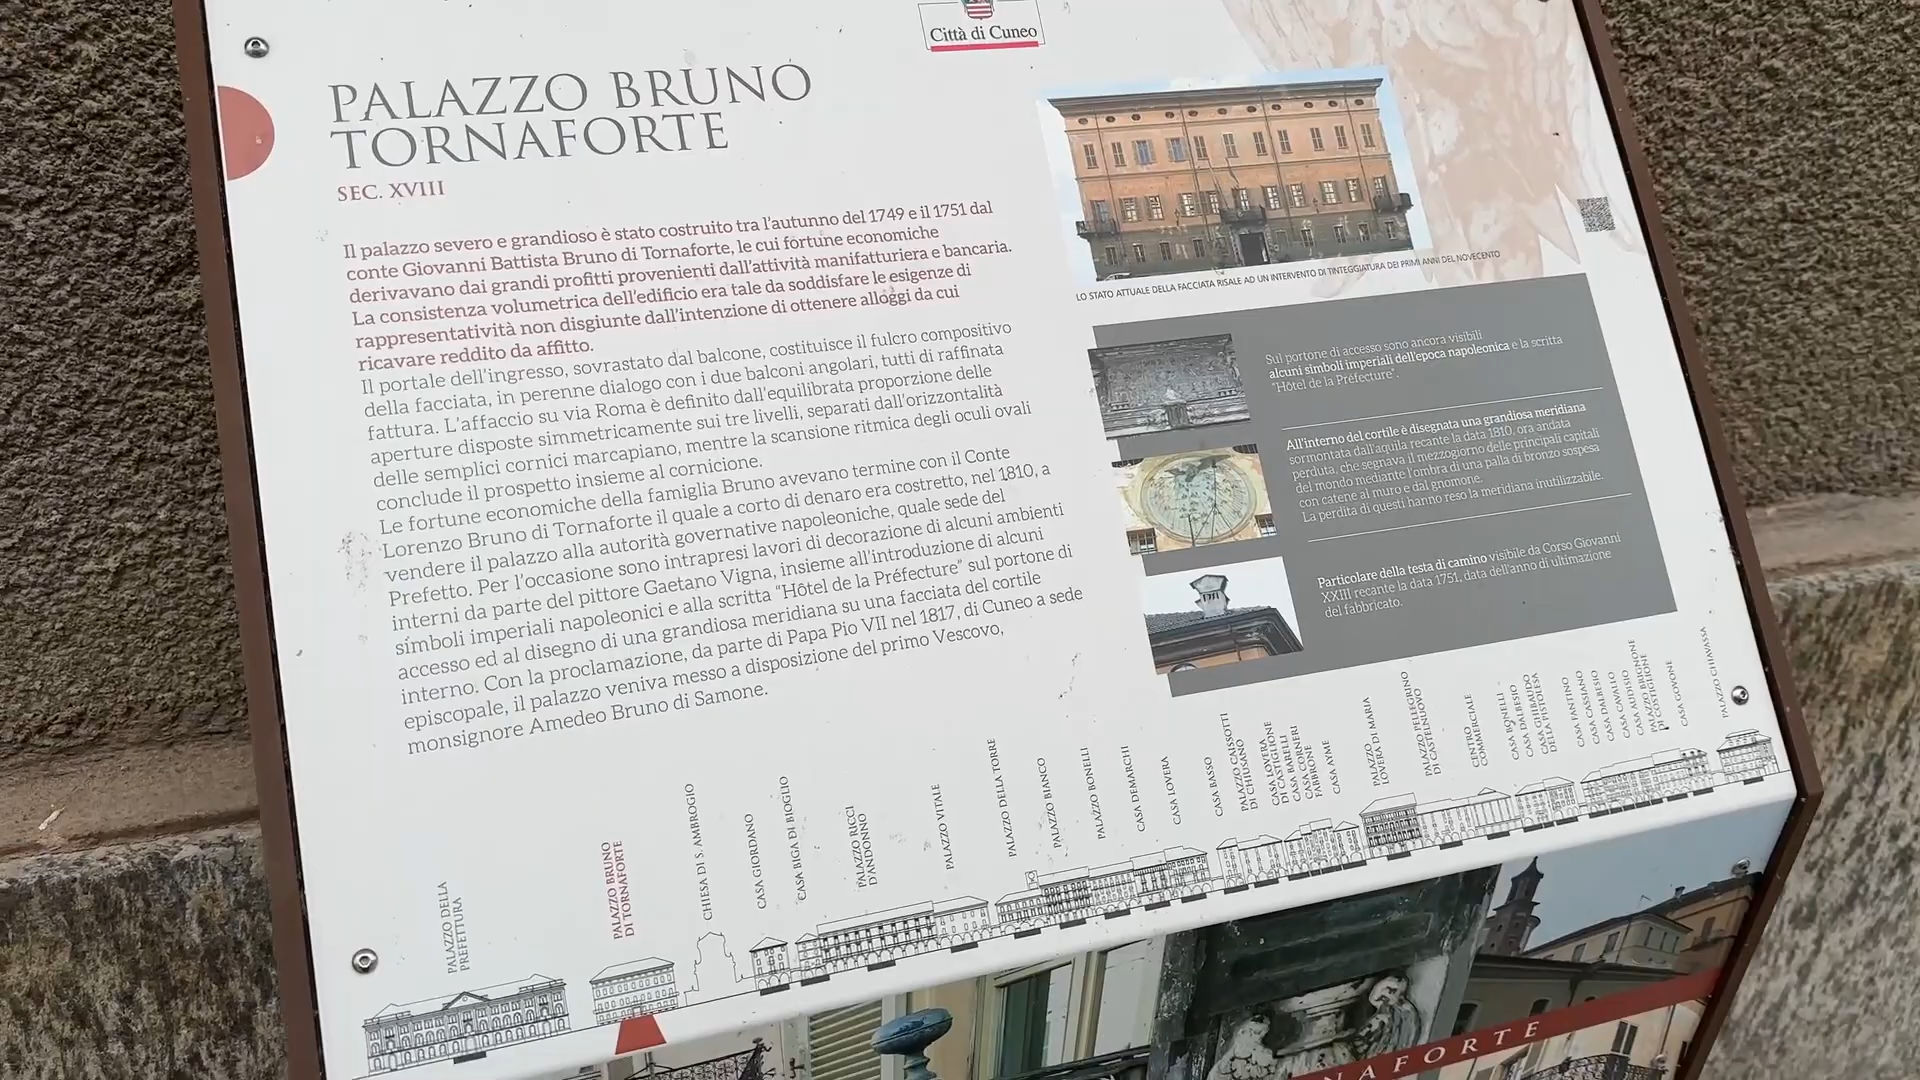 Città di Cuneo
PALAZZO BRUNO
TORNAFORTE
SEC. XVIII
Il palazzo severo e grandioso è stato costruito tra l'autunno del 1749 e il 1751 dal
conte Giovanni Battista Bruno di Tornaforte, le cui fortune economiche
derivavano dai grandi profitti provenienti dall'attività manifatturiera e bancaria.
La consistenza volumetrica dell'edificio era tale da soddisfare le esigenze di
rappresentatività non disgiunte dall'intenzione di ottenere alloggi da cui
ricavare reddito da affitto.
Il portale dell'ingresso, sovrastato dal balcone, costituisce il fulcro compositivo
della facciata, in perenne dialogo con i due balconi angolari, tutti di raffinata
fattura. L'affaccio su via Roma è definito dall'equilibrata proporzione delle
aperture disposte simmetricamente sui tre livelli, separati dall'orizzontalità
delle semplici cornici marcapiano, mentre la scansione ritmica degli oculi ovali
conclude il prospetto insieme al cornicione.
Le fortune economiche della famiglia Bruno avevano termine con il Conte
Lorenzo Bruno di Tornaforte il quale a corto di denaro era costretto, nel 1810, a
vendere il palazzo alla autorità governative napoleoniche, quale sede del
Prefetto. Per l'occasione sono intrapresi lavori di decorazione di alcuni ambienti
interni da parte del pittore Gaetano Vigna, insieme all'introduzione di alcuni
simboli imperiali napoleonici e alla scritta "Hôtel de la Préfecture" sul portone di
accesso ed al disegno di una grandiosa meridiana su una facciata del cortile
interno. Con la proclamazione, da parte di Papa Pio VII nel 1817, di Cuneo a sede
episcopale, il palazzo veniva messo a disposizione del primo Vescovo,
monsignore Amedeo Bruno di Samone.
LO STATO ATTUALE DELLA FACCIATA RISALE AD UN INTERVENTO DI TINTEGGIATURA DEI PRIMI ANNI DEL NOVECENTO
Sul portone di accesso sono ancora visibili
alcuni simboli imperiali dell'epoca napoleonica e la scritta
"Hôtel de la Préfecture".
All'interno del cortile è disegnata una grandiosa meridiana
sormontata dall'aquila recante la data 1810, ora andata
perduta, che segnava il mezzogiorno delle principali capitali
del mondo mediante l'ombra di una palla di bronzo sospesa
con catene al muro e dal gnomone.
La perdita di questi hanno reso la meridiana inutilizzabile.
Particolare della testa di camino visibile da Corso Giovanni
XXIII recante la data 1751, data dell'anno di ultimazione
del fabbricato.
PALAZZO DELLA
PREFETTURA
PALAZZO BRUNO
DI TORNAFORTE
CHIESA DI S. AMBROGIO
CASA GIORDANO
CASA BIGA DI BIOGLIO
PALAZZO RICCI
D'ANDONNO
PALAZZO VITALE
PALAZZO DELLA TORRE
PALAZZO BIANCO
PALAZZO BONELLI
CASA DEMARCHI
CASA LOVERA
CASA BASSO
PALAZZO CAISSOTTI
DI CHIUSANO
CASA LOVERA
DI CASTIGLIONE
CASA BARELLI
CASA CORNERI
FABBRONE
CASA AYME
PALAZZO
LOVERA DI MARIA
PALAZZO PELLEGRINO
DI CASTELNUOVO
CENTRO
COMMERCIALE
CASA BONELLI
CASA DALBESIO
CASA GHIBAUDO
DELLA PISTOLESA
CASA FANTINO
CASA CASSIANO
CASA DALBESIO
CASA CAVALLO
CASA AUDISIO
PALAZZO BRIGNONE
DI COSTIGLIONE
CASA GOVONE
PALAZZO CHIAVASSA
NAFORTE